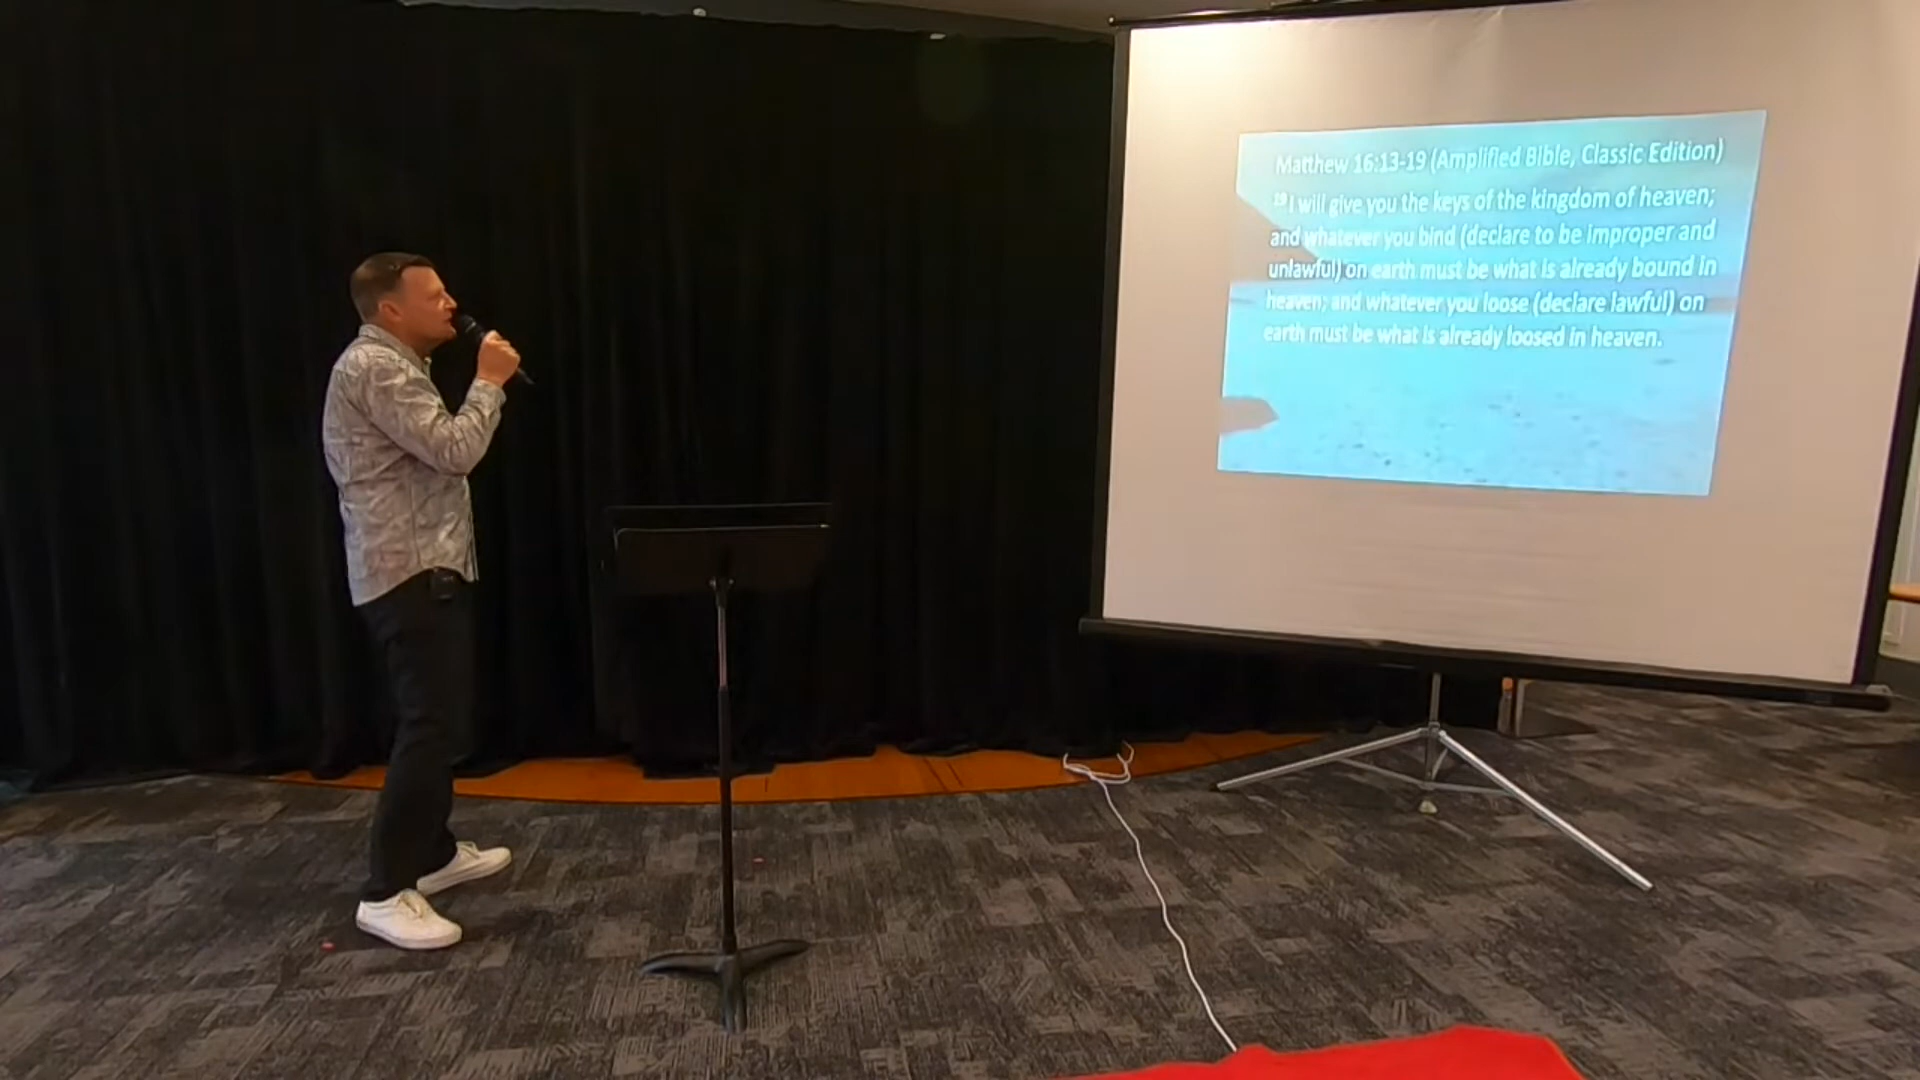 Matthew 16:13-19 (Amplified Bible, Classic Edition)
19 I will give you the keys of the kingdom of heaven;
and whatever you bind (declare to be improper and
unlawful) on earth must be what is already bound in
heaven; and whatever you loose (declare lawful) on
earth must be what is already loosed in heaven.